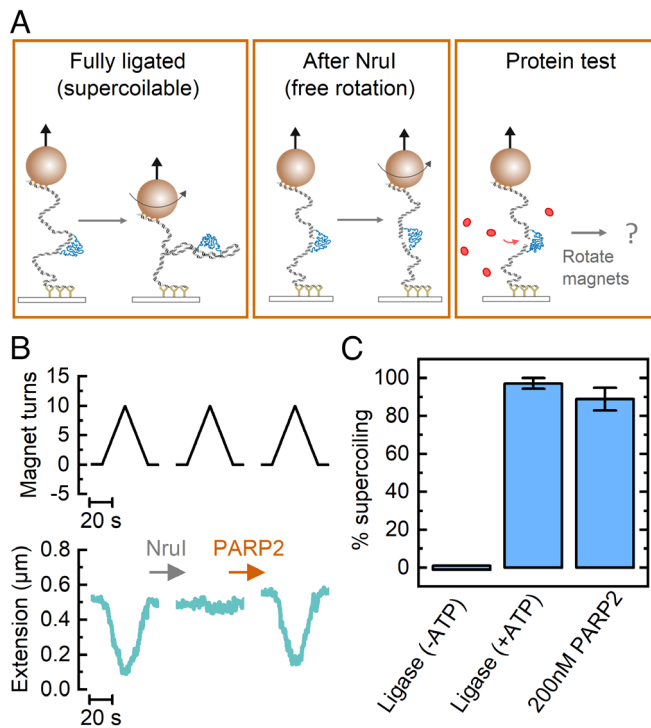 A
Fully ligated
(supercoilable)
After NruI
(free rotation)
Protein test
Rotate
magnets
?
B
Magnet turns
15
10
5
0
-5
20 s
NruI
PARP2
Extension (μm)
0.8
0.6
0.4
0.2
0.0
20 s
C
% supercoiling
100
80
60
40
20
0
Ligase (-ATP)
Ligase (+ATP)
200nM PARP2